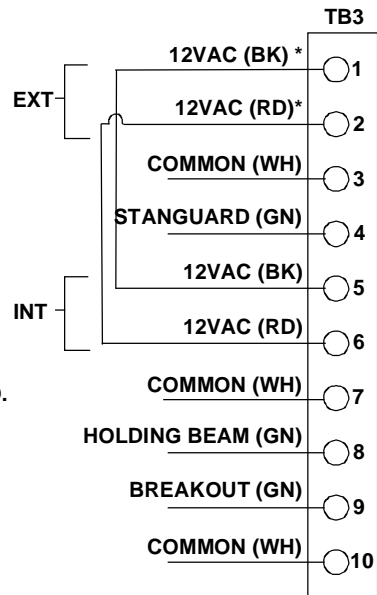 TB3
12VAC (BK) *
1
EXT
12VAC (RD)*
2
COMMON (WH)
3
STANGUARD (GN)
4
12VAC (BK)
5
INT
12VAC (RD)
6
COMMON (WH)
7
HOLDING BEAM (GN)
8
BREAKOUT (GN)
9
COMMON (WH)
10